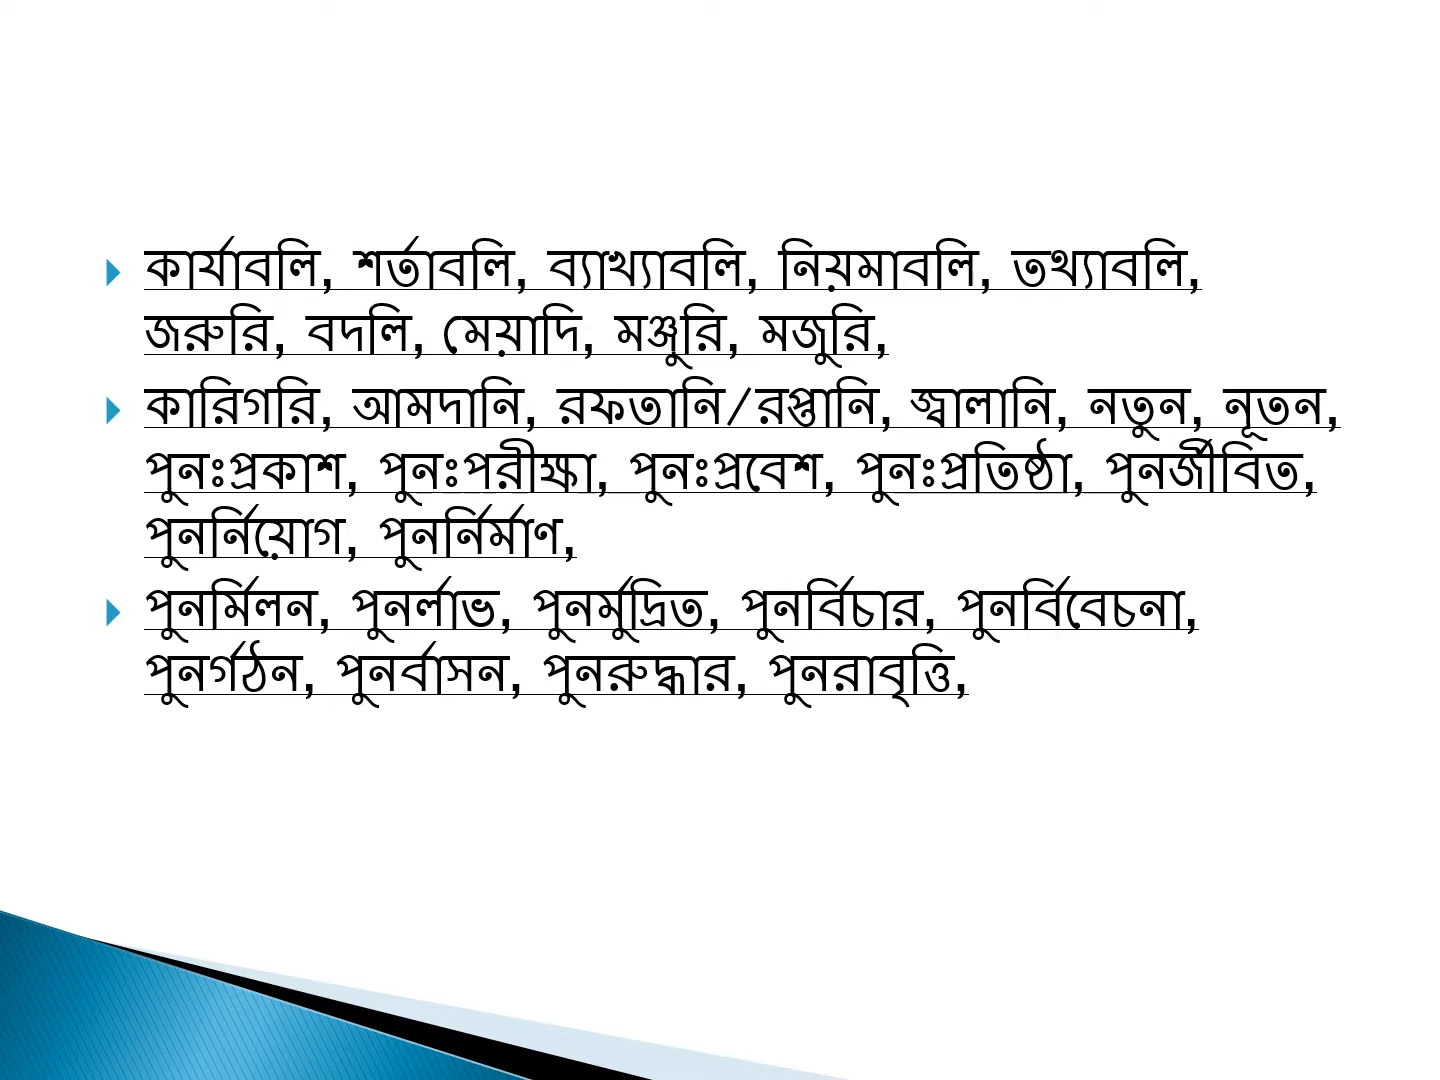 কার্যাবলি, শর্তাবলি, ব্যাখ্যাবলি, নিয়মাবলি, তথ্যাবলি,
জরুরি, বদলি, মেয়াদি, মঞ্জুরি, মজুরি,
কারিগরি, আমদানি, রফতানি/রপ্তানি, জ্বালানি, নতুন, নূতন,
পুনঃপ্রকাশ, পুনঃপরীক্ষা, পুনঃপ্রবেশ, পুনঃপ্রতিষ্ঠা, পুনর্জীবিত,
পুনর্নিয়োগ, পুনর্নির্মাণ,
পুনর্মিলন, পুনর্লাভ, পুনর্মুদ্রিত, পুনর্বিচার, পুনর্বিবেচনা,
পুনর্গঠন, পুনর্বাসন, পুনরুদ্ধার, পুনরাবৃত্তি,